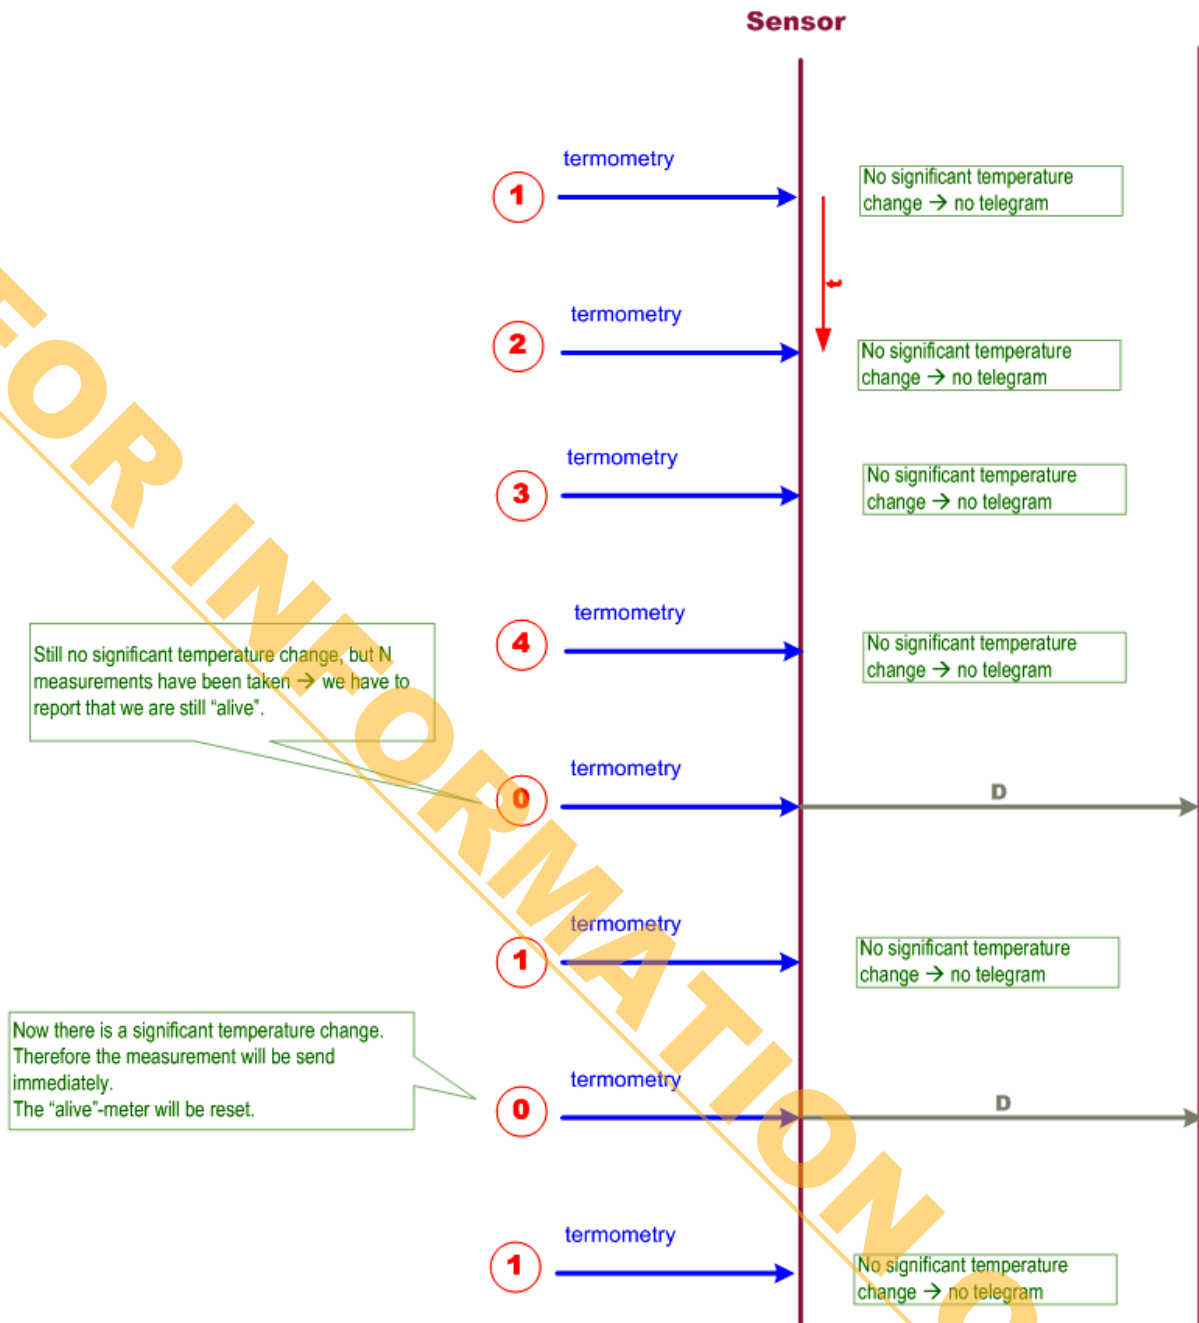 Sensor
termometry
1
No significant temperature
change → no telegram
t
termometry
2
No significant temperature
change → no telegram
termometry
3
No significant temperature
change → no telegram
termometry
4
No significant temperature
change → no telegram
Still no significant temperature change, but N
measurements have been taken → we have to
report that we are still “alive”.
termometry
0
D
termometry
1
No significant temperature
change → no telegram
Now there is a significant temperature change.
Therefore the measurement will be send
immediately.
The “alive”-meter will be reset.
termometry
0
D
termometry
1
No significant temperature
change → no telegram
FOR INFORMATION O